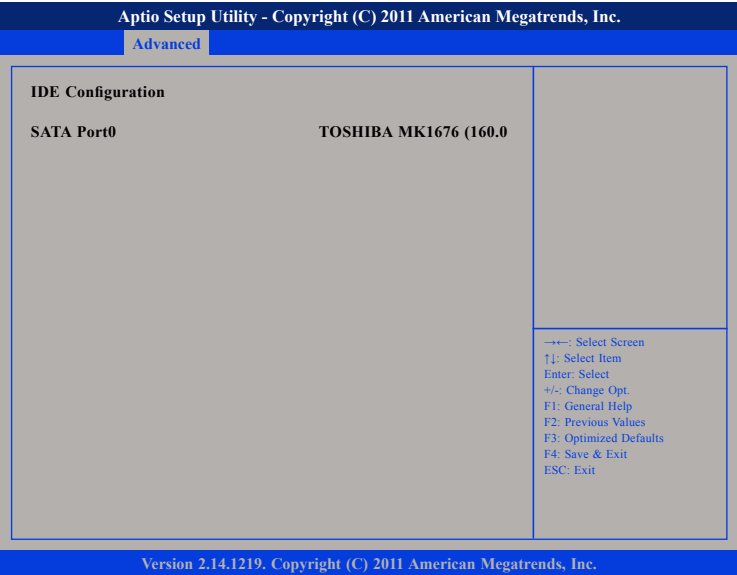 Aptio Setup Utility - Copyright (C) 2011 American Megatrends, Inc.
Advanced
IDE Configuration
SATA Port0 TOSHIBA MK1676 (160.0
→←: Select Screen
↑↓: Select Item
Enter: Select
+/-: Change Opt.
F1: General Help
F2: Previous Values
F3: Optimized Defaults
F4: Save & Exit
ESC: Exit
Version 2.14.1219. Copyright (C) 2011 American Megatrends, Inc.